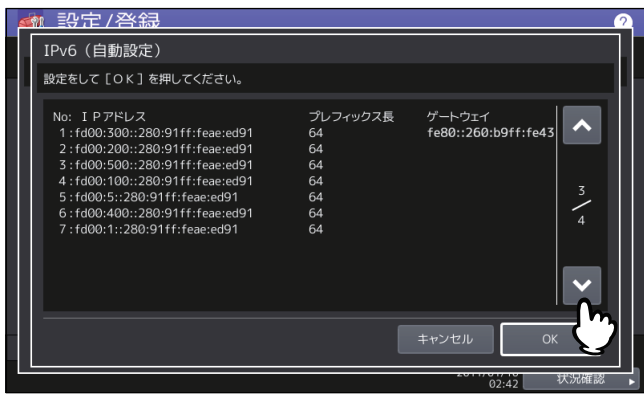 設定/登録
?
IPv6（自動設定）
設定をして［ＯＫ］を押してください。
No: ＩＰアドレス プレフィックス長 ゲートウェイ
1:fd00:300::280:91ff:feae:ed91 64 fe80::260:b9ff:fe43
2:fd00:200::280:91ff:feae:ed91 64
3:fd00:500::280:91ff:feae:ed91 64
4:fd00:100::280:91ff:feae:ed91 64
5:fd00:5::280:91ff:feae:ed91 64
6:fd00:400::280:91ff:feae:ed91 64
7:fd00:1::280:91ff:feae:ed91 64
3
4
キャンセル OK
02:42 状況確認